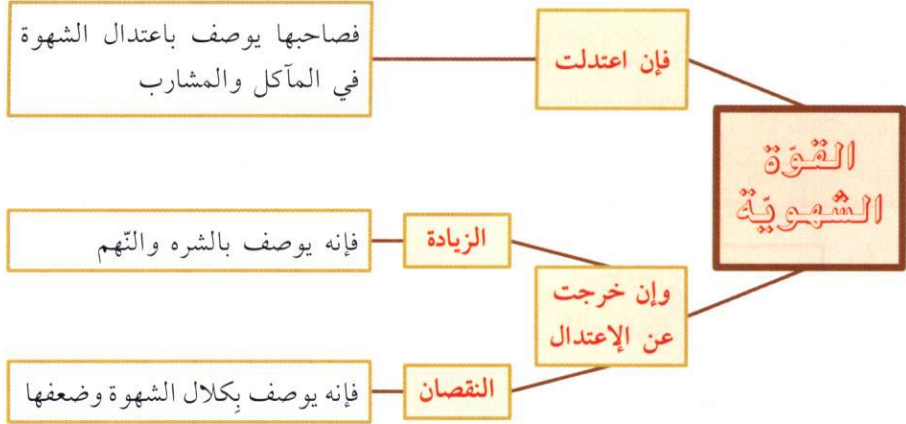 القوّة
الشهويّة
فإن اعتدلت
فصاحبها يوصف باعتدال الشهوة
في المآكل والمشارب
وإن خرجت
عن الإعتدال
الزيادة
فإنه يوصف بالشره والنّهم
النقصان
فإنه يوصف بِكلال الشهوة وضعفها